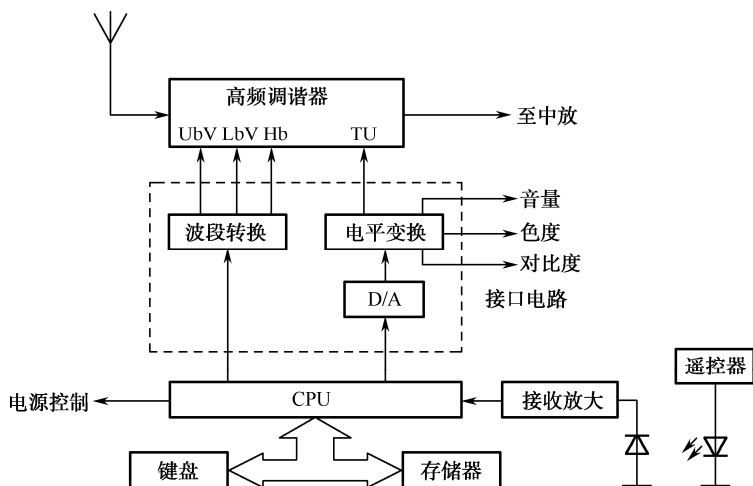 高频调谐器
UbV LbV Hb TU
至中放
波段转换
电平变换
音量
色度
对比度
D/A
接口电路
电源控制
CPU
接收放大
遥控器
键盘
存储器